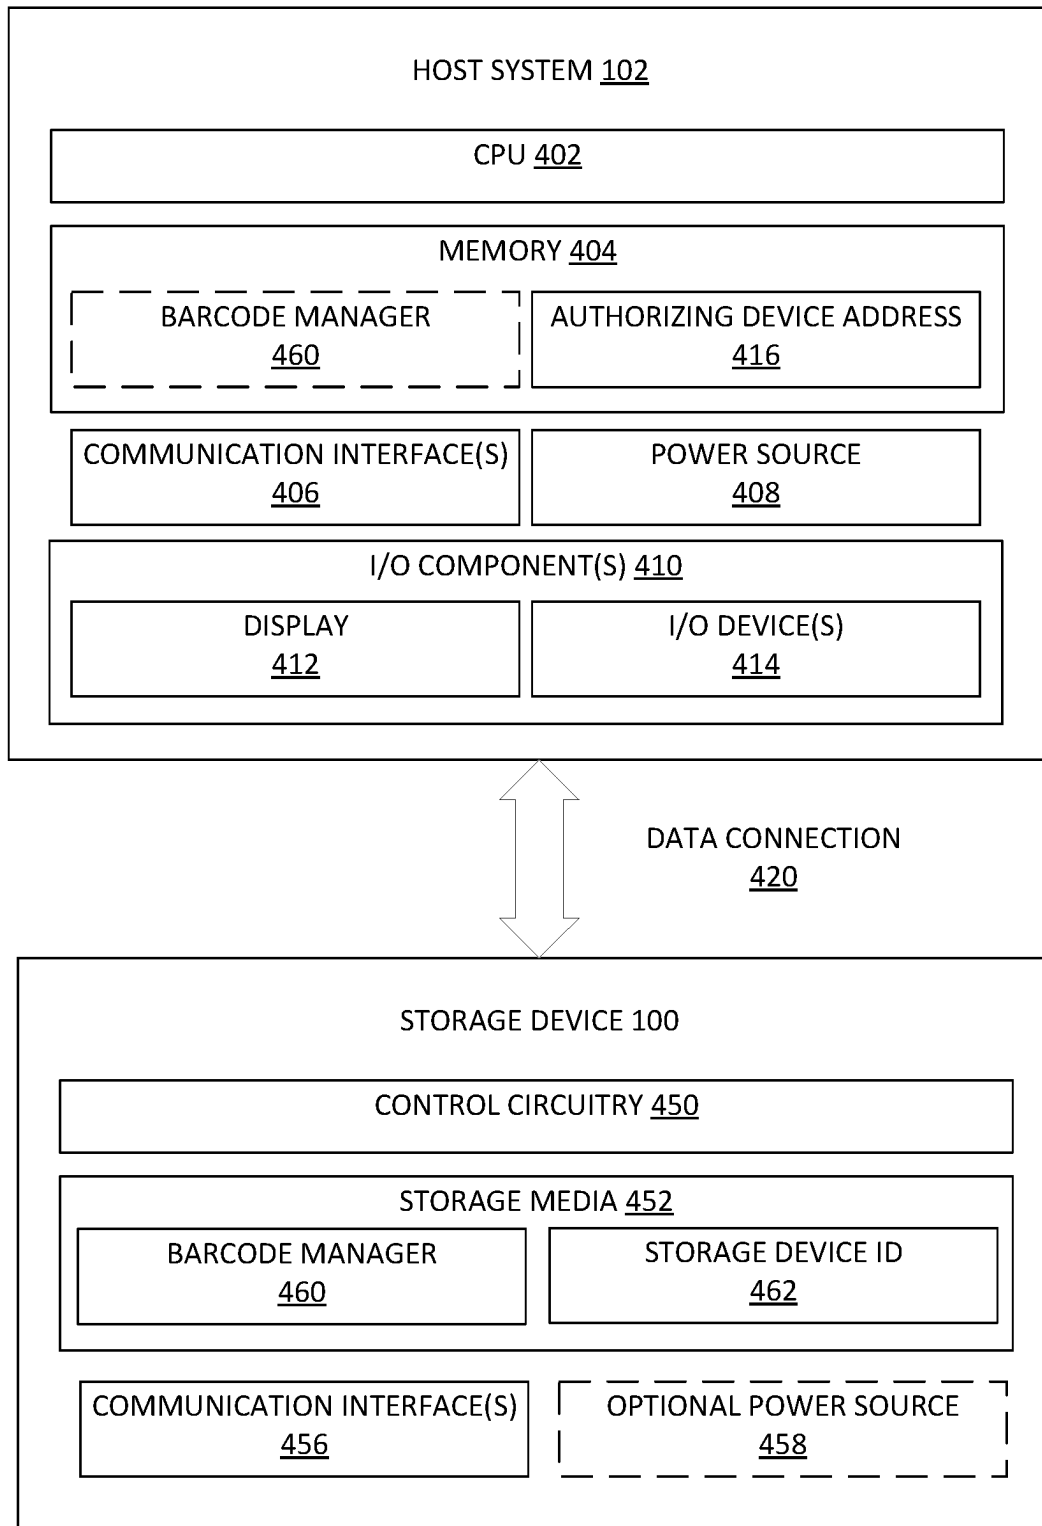 HOST SYSTEM 102
CPU 402
MEMORY 404
BARCODE MANAGER
460
AUTHORIZING DEVICE ADDRESS
416
COMMUNICATION INTERFACE(S)
406
POWER SOURCE
408
I/O COMPONENT(S) 410
DISPLAY
412
I/O DEVICE(S)
414
DATA CONNECTION
420
STORAGE DEVICE 100
CONTROL CIRCUITRY 450
STORAGE MEDIA 452
BARCODE MANAGER
460
STORAGE DEVICE ID
462
COMMUNICATION INTERFACE(S)
456
OPTIONAL POWER SOURCE
458